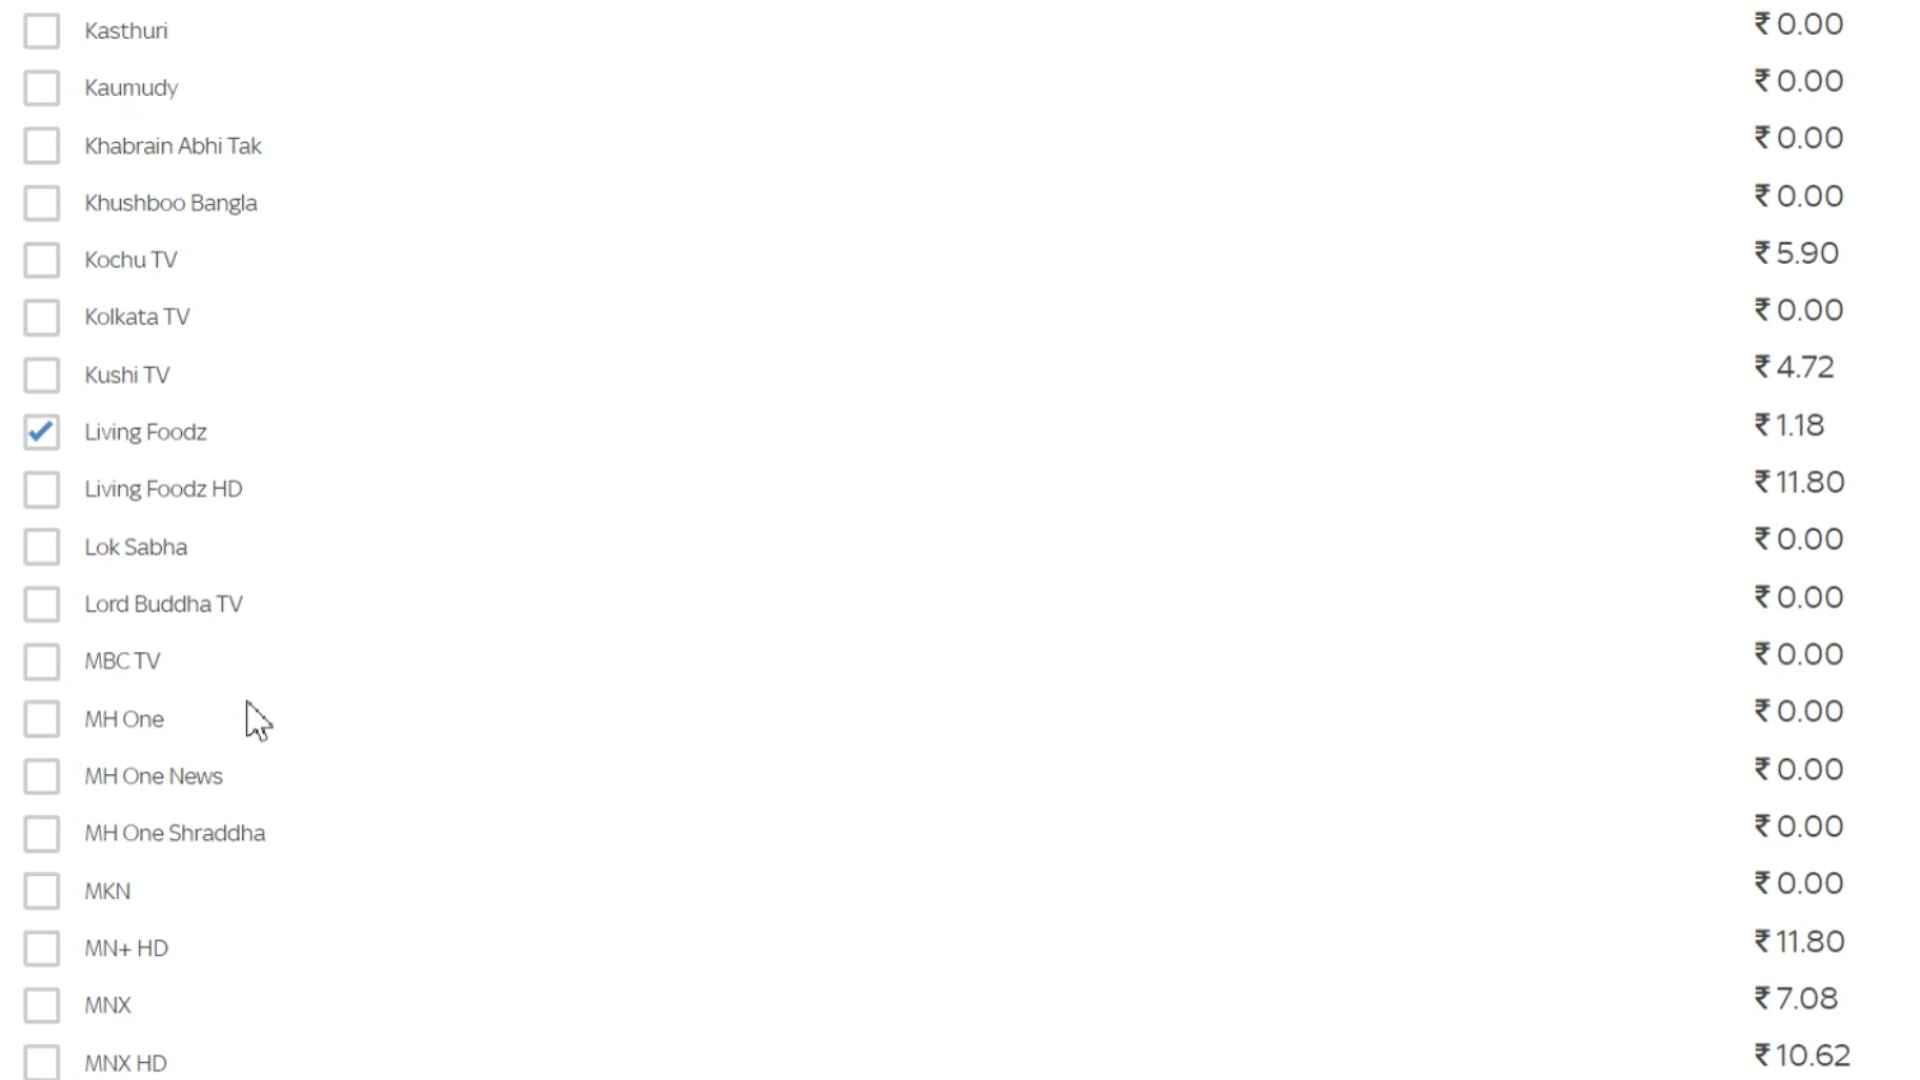 Kasthuri ₹ 0.00
Kaumudy ₹ 0.00
Khabrain Abhi Tak ₹ 0.00
Khushboo Bangla ₹ 0.00
Kochu TV ₹ 5.90
Kolkata TV ₹ 0.00
Kushi TV ₹ 4.72
Living Foodz ₹ 1.18
Living Foodz HD ₹ 11.80
Lok Sabha ₹ 0.00
Lord Buddha TV ₹ 0.00
MBC TV ₹ 0.00
MH One ₹ 0.00
MH One News ₹ 0.00
MH One Shraddha ₹ 0.00
MKN ₹ 0.00
MN+ HD ₹ 11.80
MNX ₹ 7.08
MNX HD ₹ 10.62